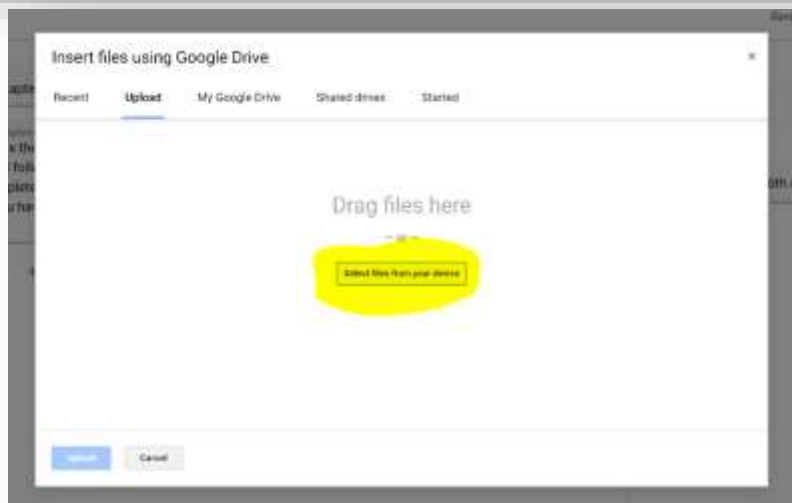 Insert files using Google Drive
×
Recent Upload My Google Drive Shared drives Starred
Drag files here
— or —
Select files from your device
Upload Cancel